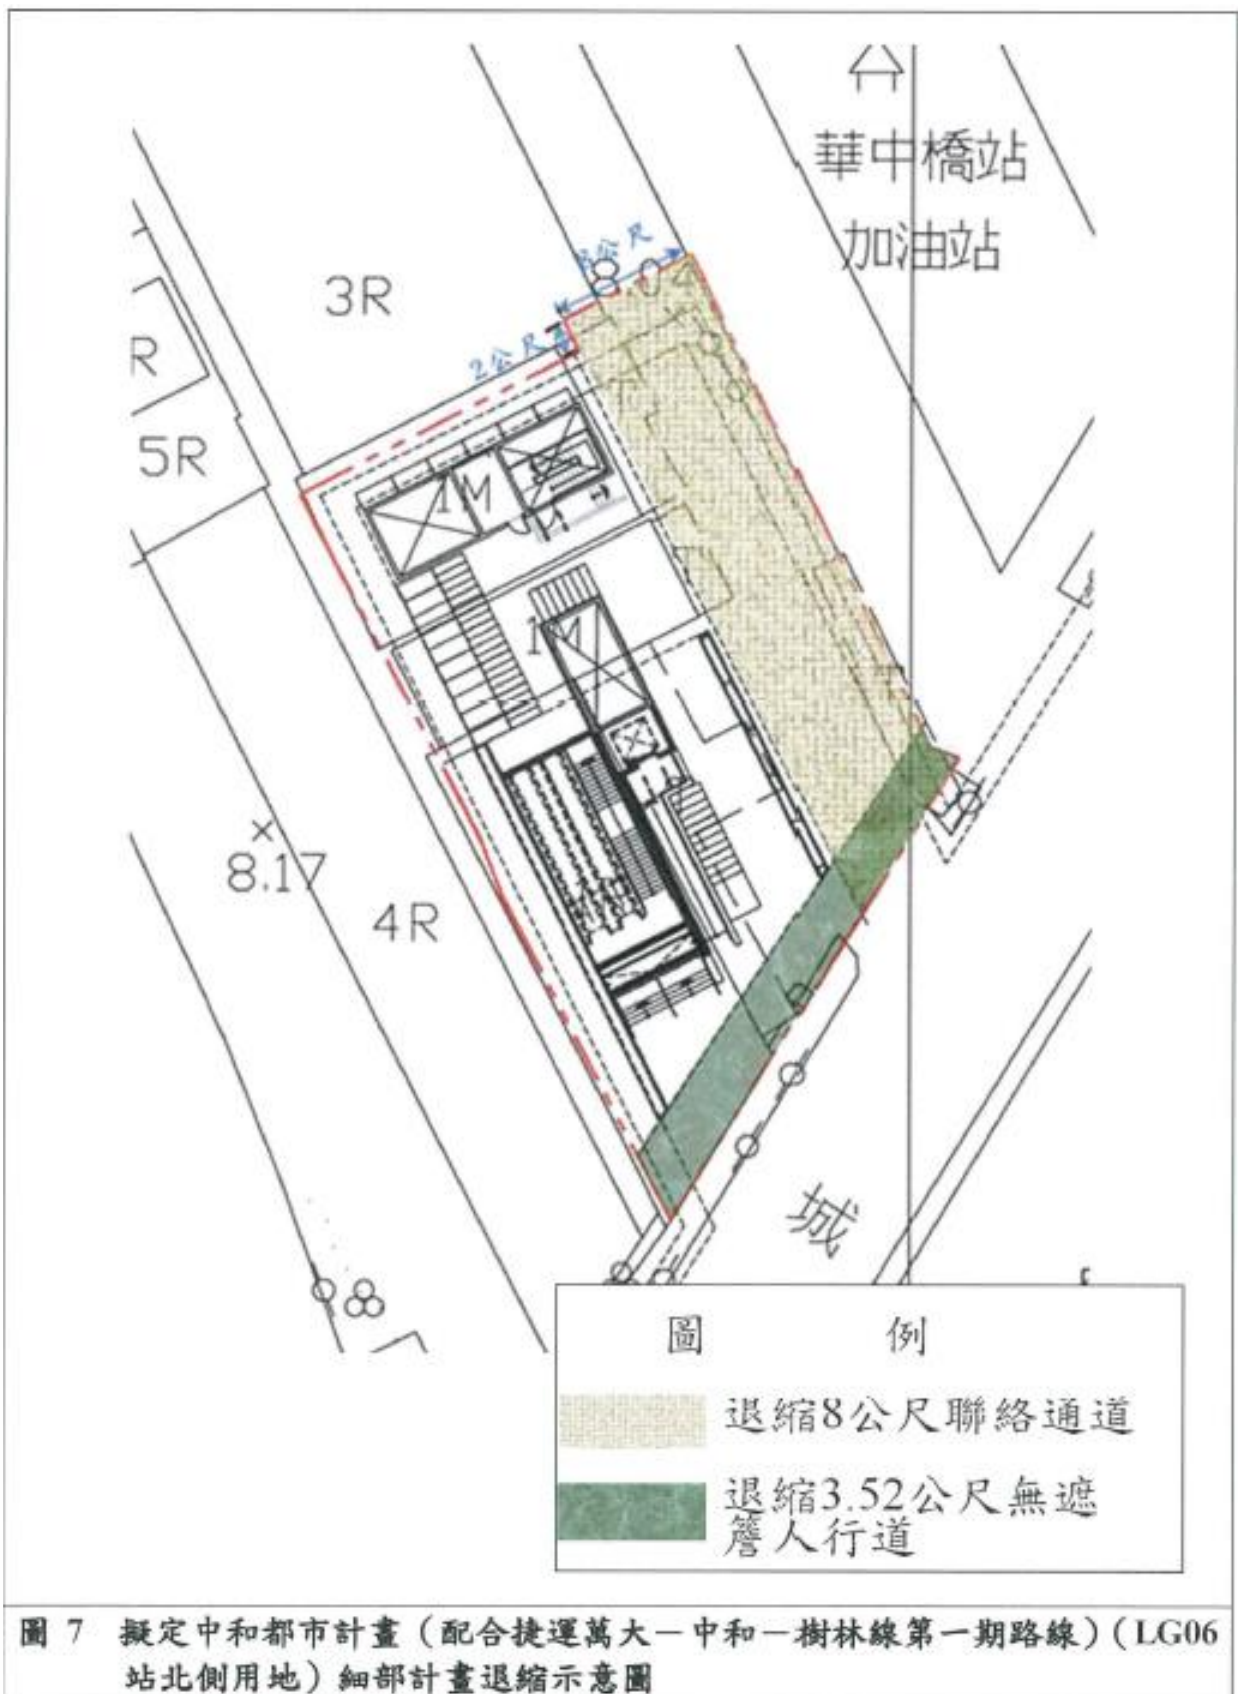 華中橋站
加油站
8公尺
8.04
3R
2公尺
R
5R
1M
1M
8.17
4R
城
圖 例
退縮8公尺聯絡通道
退縮3.52公尺無遮
簷人行道
圖 7 擬定中和都市計畫（配合捷運萬大－中和－樹林線第一期路線）（LG06
站北側用地）細部計畫退縮示意圖